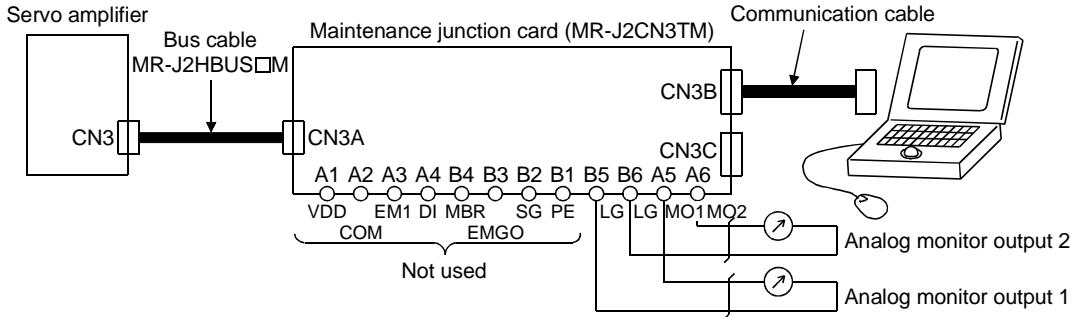 Servo amplifier
Bus cable
MR-J2HBUS□M
Maintenance junction card (MR-J2CN3TM)
Communication cable
CN3B
CN3
CN3A
CN3C
A1 A2 A3 A4 B4 B3 B2 B1 B5 B6 A5 A6
VDD EM1 DI MBR SG PE LG LG MO1 MO2
COM EMGO
Not used
Analog monitor output 2
Analog monitor output 1